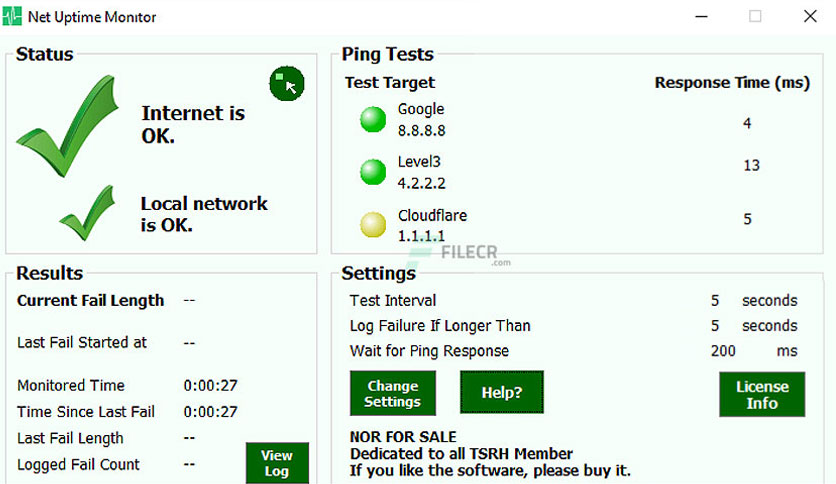 Net Uptime Monitor
Status
Internet is
OK.
Local network
is OK.
Ping Tests
Test Target Response Time (ms)
Google
8.8.8.8 4
Level3
4.2.2.2 13
Cloudflare
1.1.1.1 5
FILECR
.com
Results
Current Fail Length --
Last Fail Started at --
Monitored Time 0:00:27
Time Since Last Fail 0:00:27
Last Fail Length --
Logged Fail Count --
View
Log
Settings
Test Interval 5 seconds
Log Failure If Longer Than 5 seconds
Wait for Ping Response 200 ms
Change
Settings
Help?
License
Info
NOR FOR SALE
Dedicated to all TSRH Member
If you like the software, please buy it.